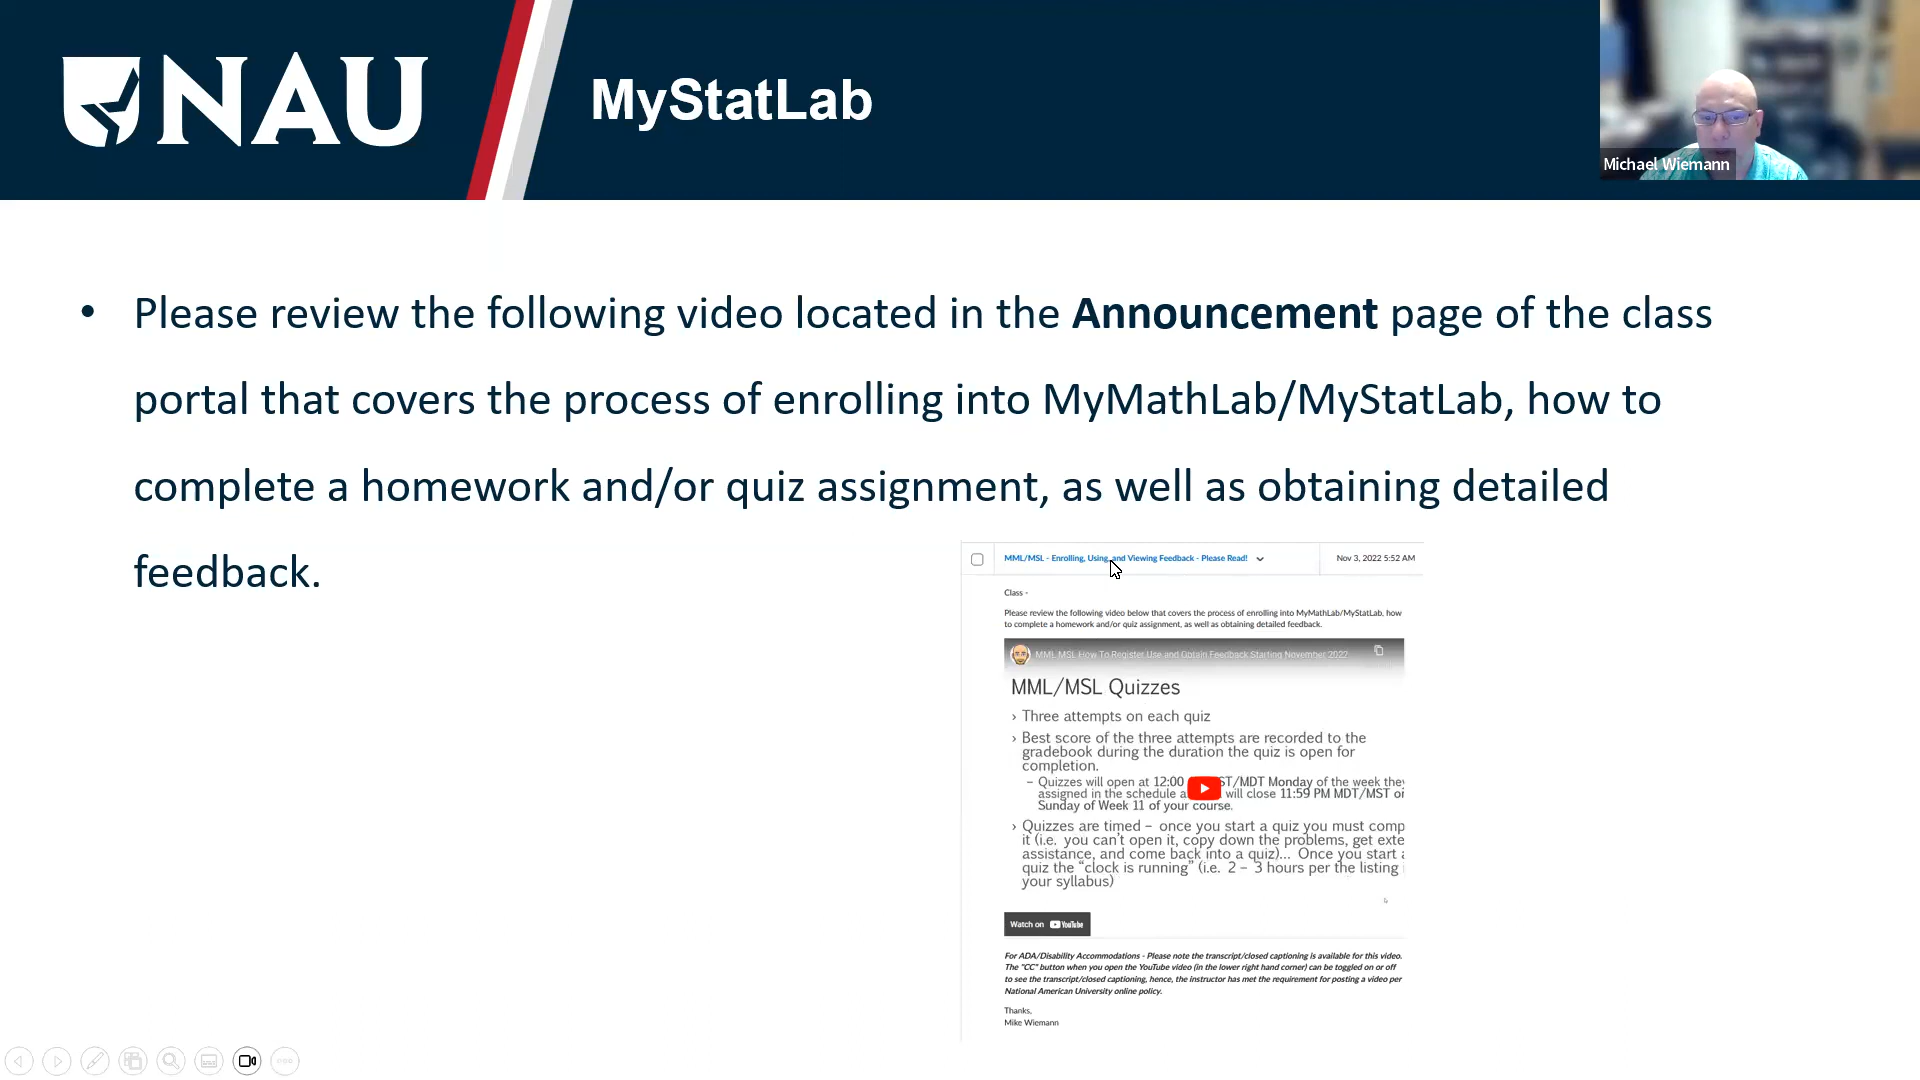 NAU
MyStatLab
Michael Wiemann
• Please review the following video located in the Announcement page of the class
portal that covers the process of enrolling into MyMathLab/MyStatLab, how to
complete a homework and/or quiz assignment, as well as obtaining detailed
feedback.
MML/MSL - Enrolling, Using, and Viewing Feedback - Please Read!
Nov 3, 2022 5:52 AM
Class -
Please review the following video below that covers the process of enrolling into MyMathLab/MyStatLab, how
to complete a homework and/or quiz assignment, as well as obtaining detailed feedback.
MML MSL How To Register Use and Obtain Feedback Starting November 2022
MML/MSL Quizzes
› Three attempts on each quiz
› Best score of the three attempts are recorded to the
gradebook during the duration the quiz is open for
completion.
– Quizzes will open at 12:00 ST/MDT Monday of the week they
assigned in the schedule a will close 11:59 PM MDT/MST o
Sunday of Week 11 of your course.
› Quizzes are timed – once you start a quiz you must comp
it (i.e. you can't open it, copy down the problems, get exte
assistance, and come back into a quiz)... Once you start
quiz the "clock is running" (i.e. 2 – 3 hours per the listing
your syllabus)
Watch on YouTube
For ADA/Disability Accommodations - Please note the transcript/closed captioning is available for this video.
The "CC" button when you open the YouTube video (in the lower right hand corner) can be toggled on or off
to see the transcript/closed captioning, hence, the instructor has met the requirement for posting a video per
National American University online policy.
Thanks,
Mike Wiemann